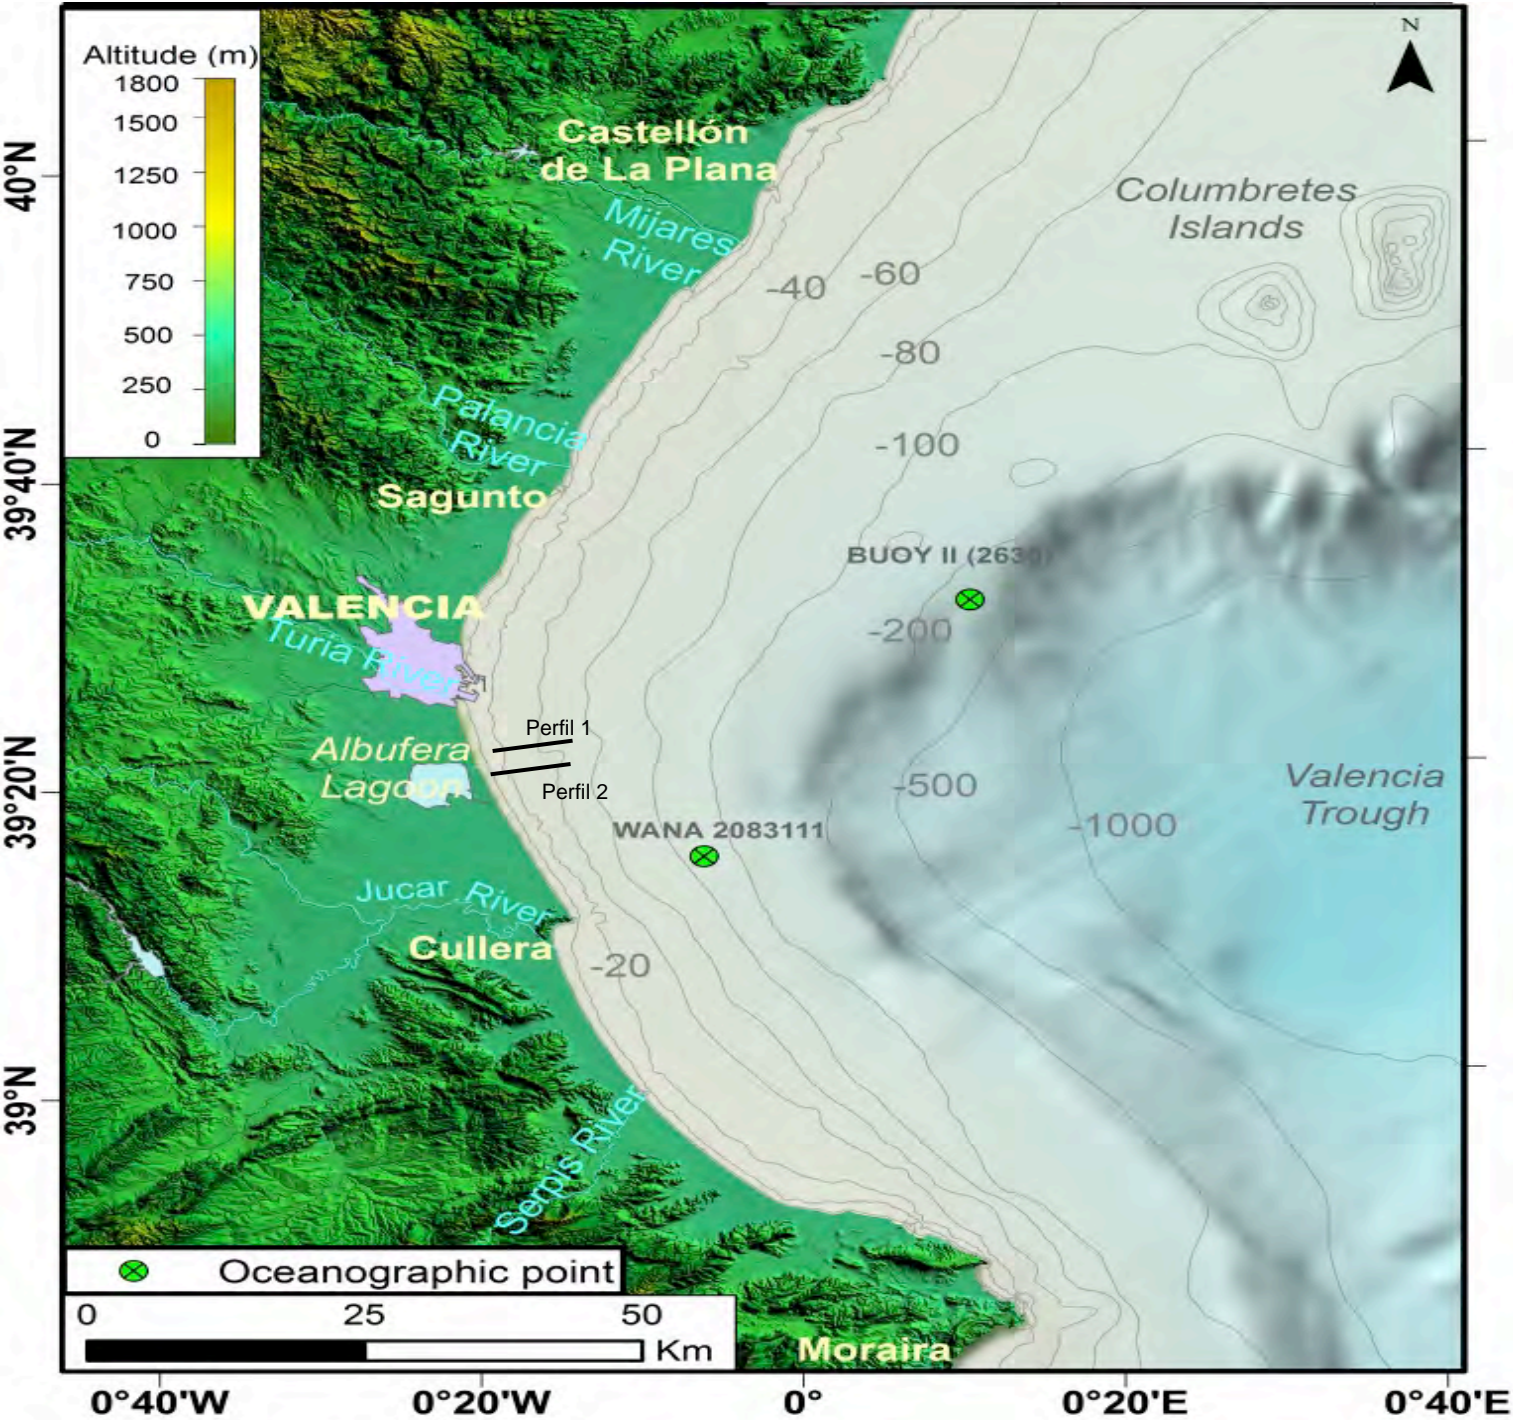 N
Altitude (m)
1800
1500
1250
1000
750
500
250
0
Castellón
de La Plana
Mijares
River
Columbretes
Islands
-40
-60
-80
-100
Palancia
River
Sagunto
BUOY II (2630)
-200
VALENCIA
Turia River
Perfil 1
Albufera
Lagoon
Perfil 2
-500
-1000
Valencia
Trough
WANA 2083111
Jucar River
Cullera
-20
Serpis River
Moraira
Oceanographic point
0 25 50
Km
40°N
39°40'N
39°20'N
39°N
0°40'W 0°20'W 0° 0°20'E 0°40'E